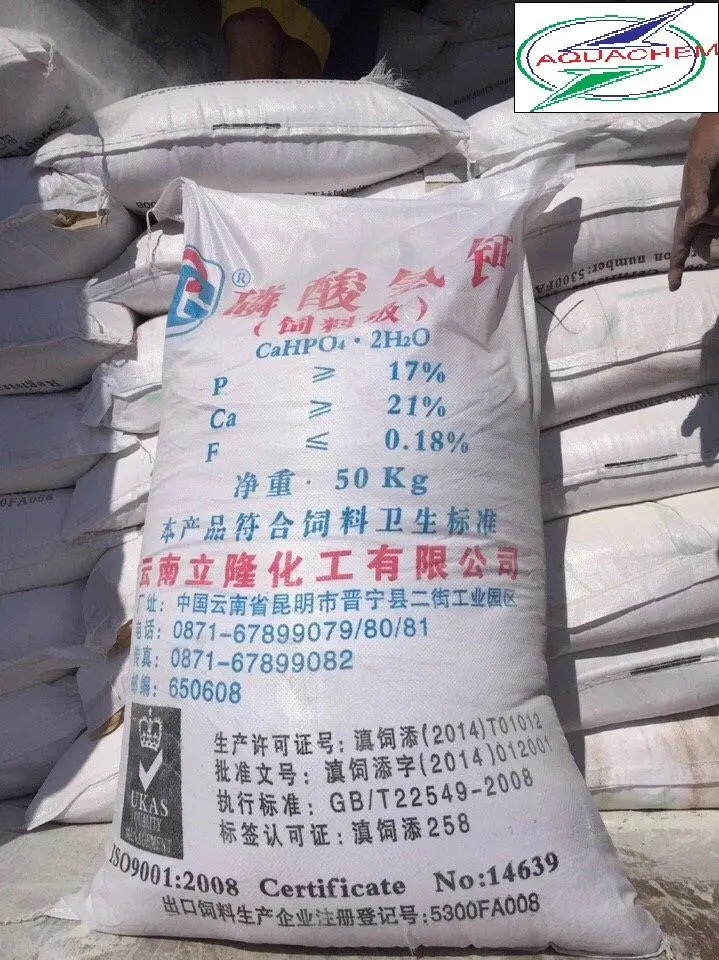 AQUACHEM
number:5300FA
®磷酸氢钙
(饲料级)
CaHPO₄·2H₂O
P ≥ 17%
Ca ≥ 21%
F ≤ 0.18%
净重· 50Kg
本产品符合饲料卫生标准
云南立隆化工有限公司
厂址：中国云南省昆明市晋宁县二街工业园区
电话：0871-67899079/80/81
传真：0871-67899082
邮编：650608
生产许可证号：滇饲添(2014)T01012
批准文号：滇饲添字(2014)012001
执行标准：GB/T22549-2008
标签认可证：滇饲添258
UKAS
QUALITY
MANAGEMENT
ISO9001:2008 Certificate No:14639
出口饲料生产企业注册登记号:5300FA008